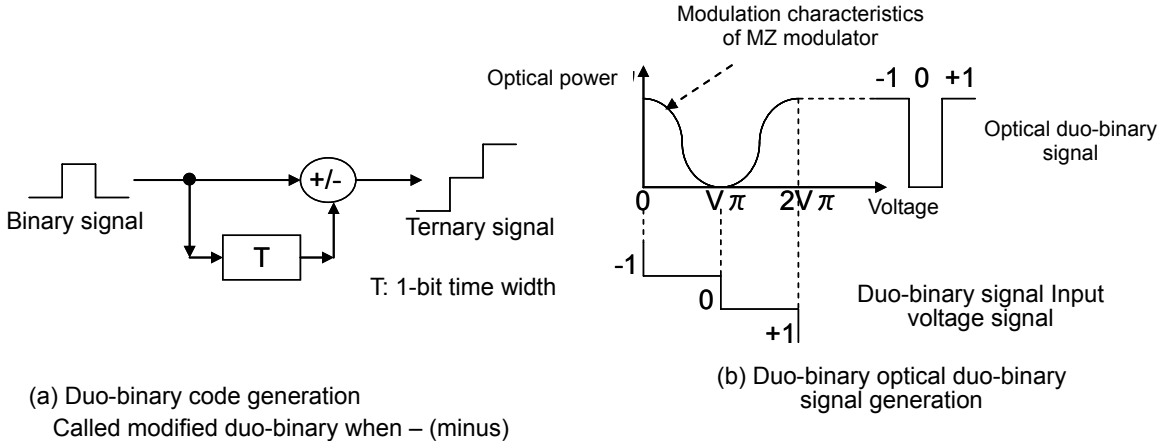 Modulation characteristics
of MZ modulator
Optical power
-1 0 +1
Optical duo-binary
signal
+/-
Binary signal
Ternary signal
T
T: 1-bit time width
0 Vπ 2Vπ Voltage
-1
0
+1
Duo-binary signal Input
voltage signal
(a) Duo-binary code generation
Called modified duo-binary when – (minus)
(b) Duo-binary optical duo-binary
signal generation